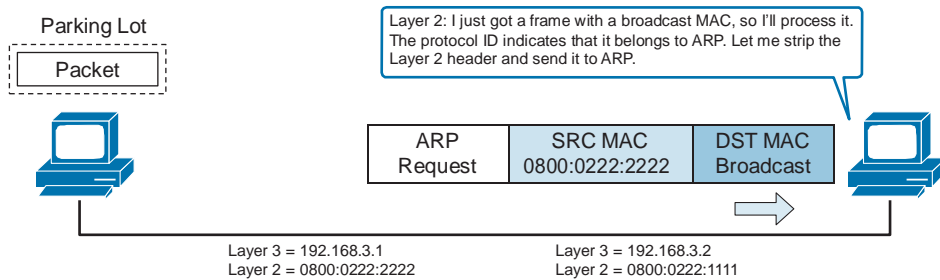 Parking Lot
Packet
Layer 2: I just got a frame with a broadcast MAC, so I'll process it.
The protocol ID indicates that it belongs to ARP. Let me strip the
Layer 2 header and send it to ARP.
ARP
Request
SRC MAC
0800:0222:2222
DST MAC
Broadcast
Layer 3 = 192.168.3.1
Layer 2 = 0800:0222:2222
Layer 3 = 192.168.3.2
Layer 2 = 0800:0222:1111